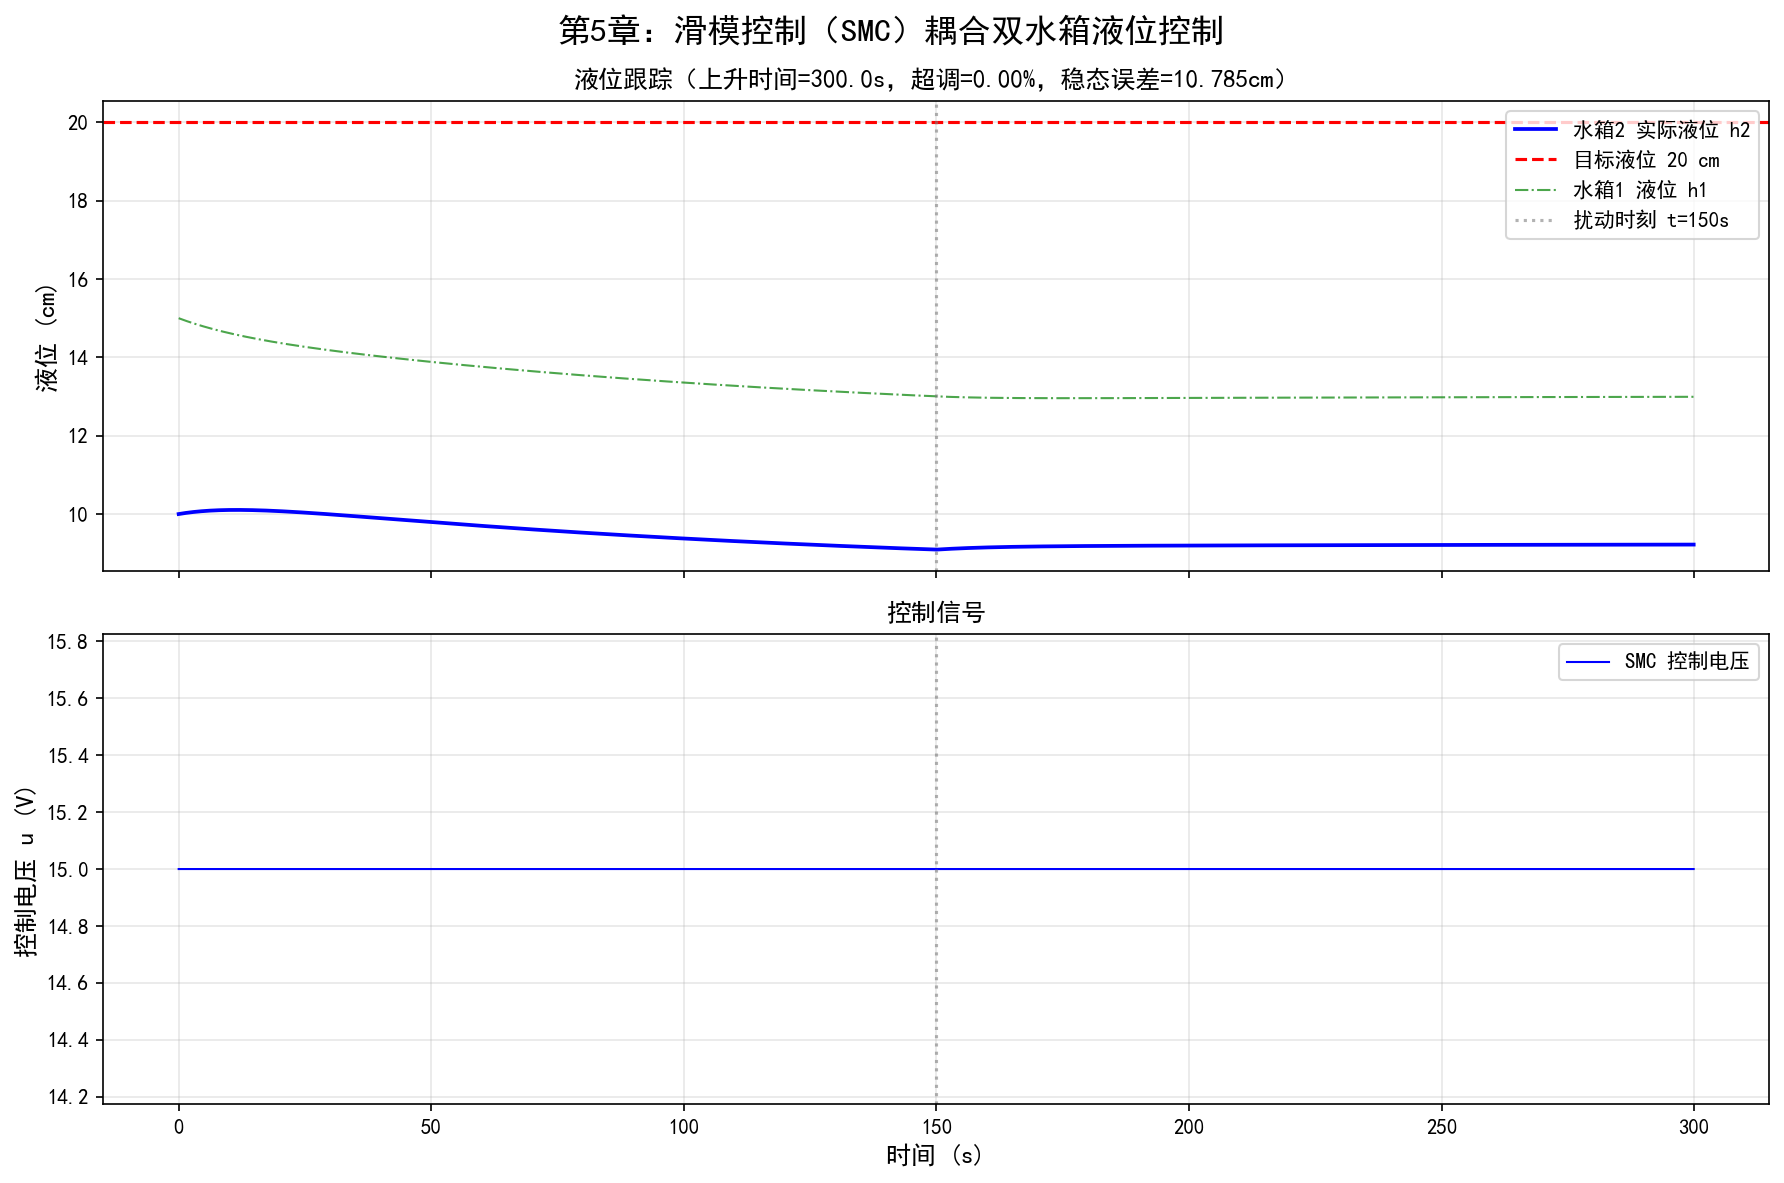 第5章：滑模控制（SMC）耦合双水箱液位控制
液位跟踪（上升时间=300.0s，超调=0.00%，稳态误差=10.785cm）
液位 (cm)
20
18
16
14
12
10
水箱2 实际液位 h2
目标液位 20 cm
水箱1 液位 h1
扰动时刻 t=150s
控制信号
控制电压 u (V)
15.8
15.6
15.4
15.2
15.0
14.8
14.6
14.4
14.2
SMC 控制电压
0 50 100 150 200 250 300
时间 (s)